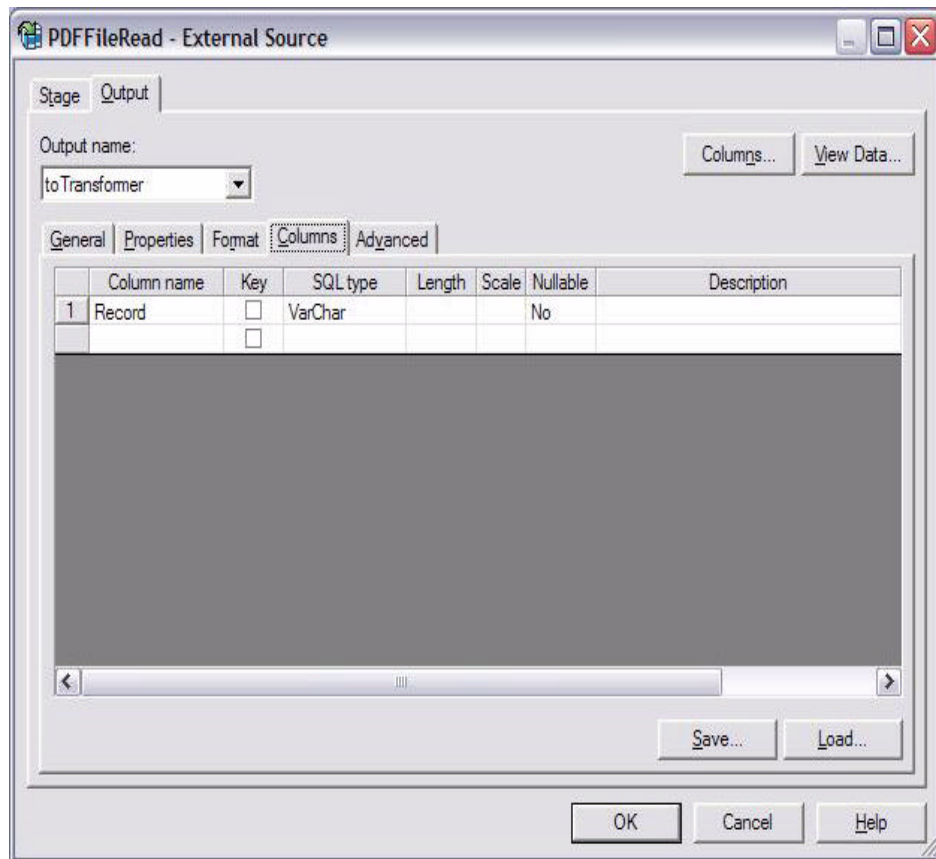 PDFFileRead - External Source
Stage Output
Output name:
Columns... View Data...
toTransformer
General Properties Format Columns Advanced
Column name Key SQL type Length Scale Nullable Description
1 Record VarChar No
Save... Load...
OK Cancel Help